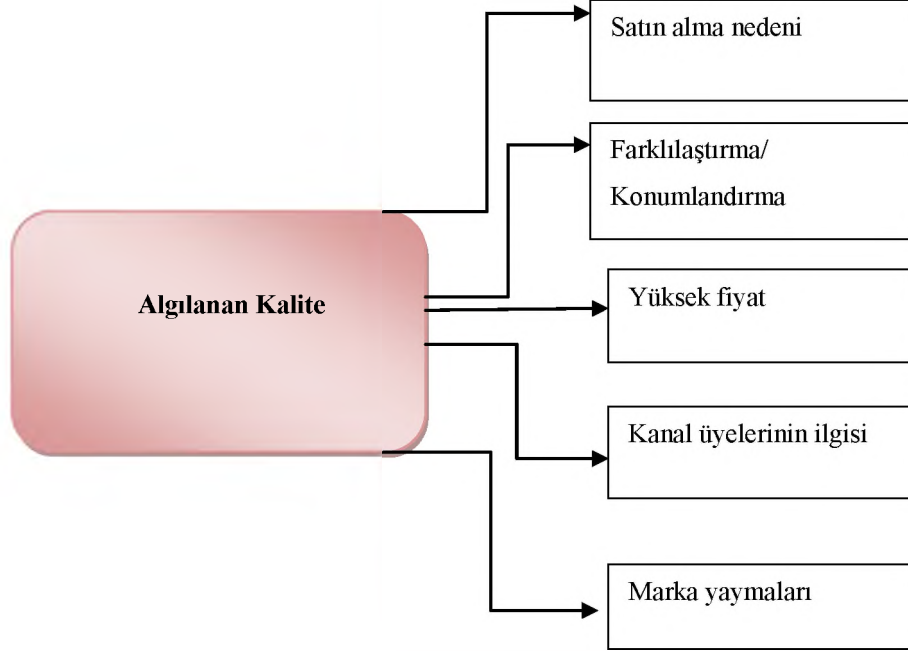 Satın alma nedeni
Farklılaştırma/
Konumlandırma
Algılanan Kalite
Yüksek fiyat
Kanal üyelerinin ilgisi
Marka yaymaları